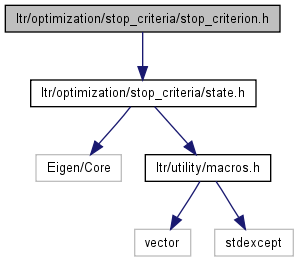 ltr/optimization/stop_criteria/stop_criterion.h
ltr/optimization/stop_criteria/state.h
Eigen/Core
ltr/utility/macros.h
vector
stdexcept